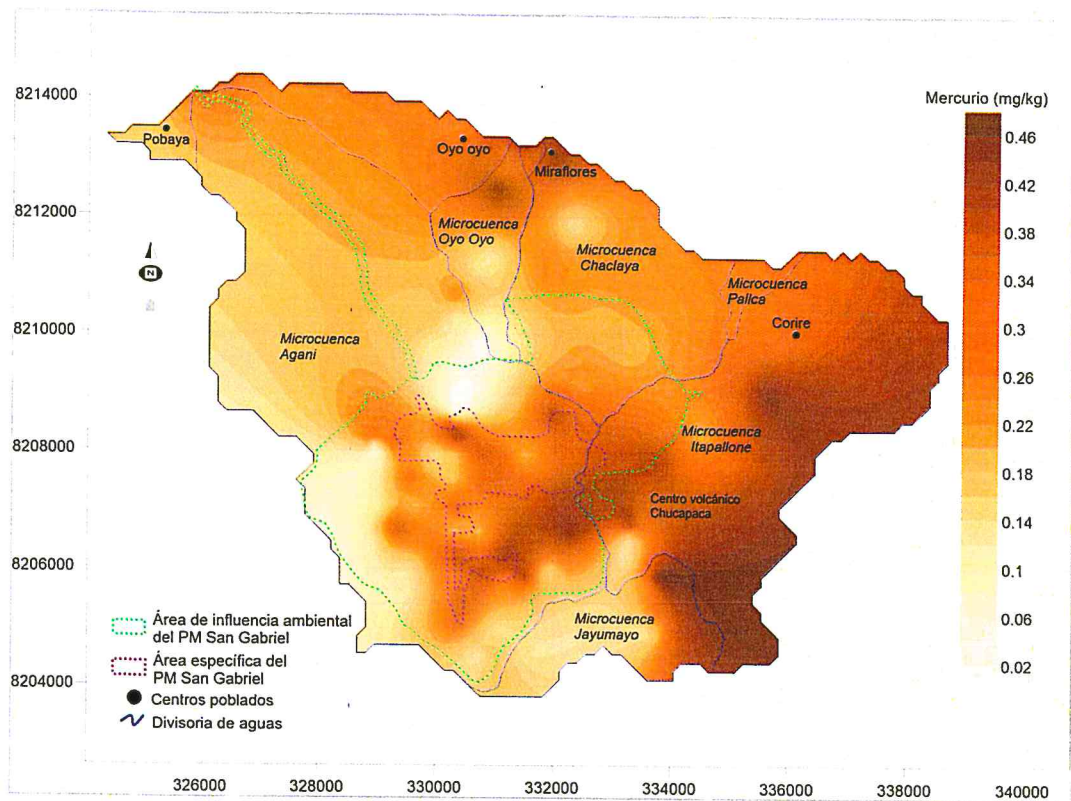 Mercurio (mg/kg)
8214000
8212000
8210000
8208000
8206000
8204000
0.46
0.42
0.38
0.34
0.3
0.26
0.22
0.18
0.14
0.1
0.06
0.02
Pobaya
Oyo oyo
Miraflores
Microcuenca
Oyo Oyo
Microcuenca
Chaclaya
Microcuenca
Pallca
Corire
N
Microcuenca
Agani
Microcuenca
Itapallone
Centro volcánico
Chucapaca
Microcuenca
Jayumayo
Área de influencia ambiental
del PM San Gabriel
Área específica del
PM San Gabriel
Centros poblados
Divisoria de aguas
326000
328000
330000
332000
334000
336000
338000
340000